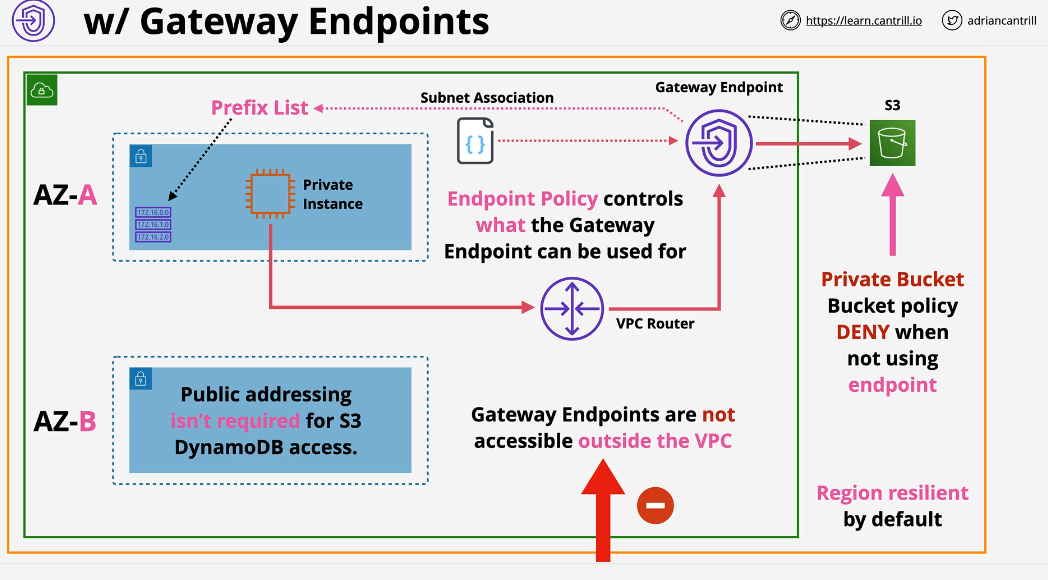 w/ Gateway Endpoints
https://learn.cantrill.io
adriancantrill
Gateway Endpoint
Subnet Association
Prefix List
S3
{ }
AZ-A
Private
Instance
172.16.0.0
172.16.1.0
172.16.2.0
Endpoint Policy controls
what the Gateway
Endpoint can be used for
VPC Router
Private Bucket
Bucket policy
DENY when
not using
endpoint
AZ-B
Public addressing
isn't required for S3
DynamoDB access.
Gateway Endpoints are not
accessible outside the VPC
Region resilient
by default